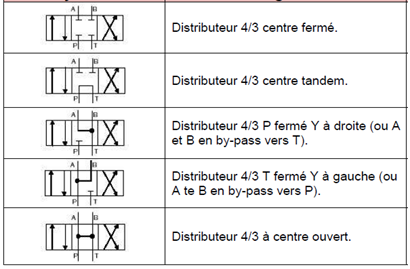 A B
P T
Distributeur 4/3 centre fermé.
A B
P T
Distributeur 4/3 centre tandem.
A B
P T
Distributeur 4/3 P fermé Y à droite (ou A
et B en by-pass vers T).
A B
P T
Distributeur 4/3 T fermé Y à gauche (ou
A te B en by-pass vers P).
A B
P T
Distributeur 4/3 à centre ouvert.